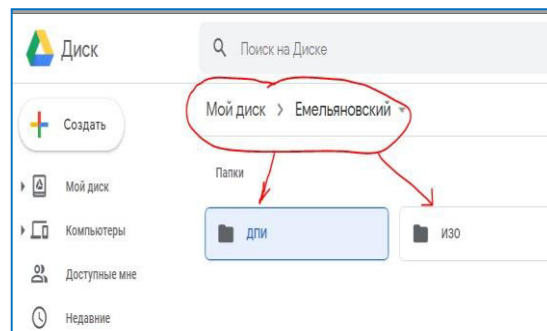 Диск
Поиск на Диске
Создать
Мой диск > Емельяновский
Папки
Мой диск
Компьютеры
Доступные мне
Недавние
дпи
изо